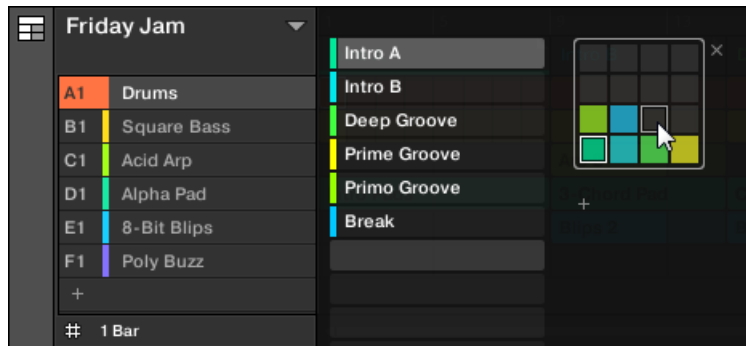 Friday Jam
A1 Drums
B1 Square Bass
C1 Acid Arp
D1 Alpha Pad
E1 8-Bit Blips
F1 Poly Buzz
+
1 Bar
Intro A
Intro B
Deep Groove
Prime Groove
Primo Groove
Break
+